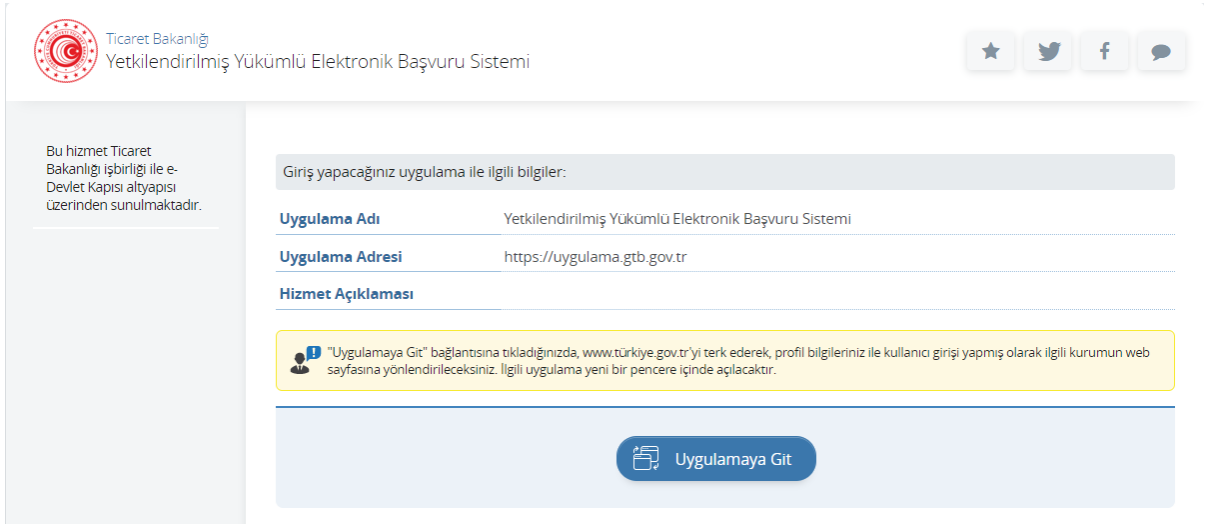 Ticaret Bakanlığı
Yetkilendirilmiş Yükümlü Elektronik Başvuru Sistemi
Bu hizmet Ticaret
Bakanlığı işbirliği ile e-
Devlet Kapısı altyapısı
üzerinden sunulmaktadır.
Giriş yapacağınız uygulama ile ilgili bilgiler:
Uygulama Adı Yetkilendirilmiş Yükümlü Elektronik Başvuru Sistemi
Uygulama Adresi https://uygulama.gtb.gov.tr
Hizmet Açıklaması
"Uygulamaya Git" bağlantısına tıkladığınızda, www.türkiye.gov.tr'yi terk ederek, profil bilgileriniz ile kullanıcı girişi yapmış olarak ilgili kurumun web
sayfasına yönlendirileceksiniz. İlgili uygulama yeni bir pencere içinde açılacaktır.
Uygulamaya Git